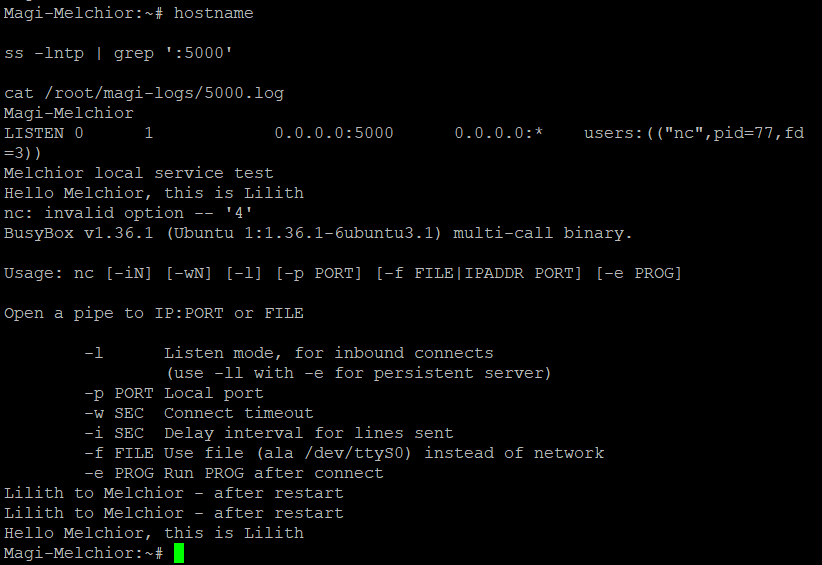 Magi-Melchior:~# hostname
ss -lntp | grep ':5000'
cat /root/magi-logs/5000.log
Magi-Melchior
LISTEN 0      1            0.0.0.0:5000      0.0.0.0:*    users:(("nc",pid=77,fd
=3))
Melchior local service test
Hello Melchior, this is Lilith
nc: invalid option -- '4'
BusyBox v1.36.1 (Ubuntu 1:1.36.1-6ubuntu3.1) multi-call binary.
Usage: nc [-iN] [-wN] [-l] [-p PORT] [-f FILE|IPADDR PORT] [-e PROG]
Open a pipe to IP:PORT or FILE
        -l      Listen mode, for inbound connects
                (use -ll with -e for persistent server)
        -p PORT Local port
        -w SEC  Connect timeout
        -i SEC  Delay interval for lines sent
        -f FILE Use file (ala /dev/ttyS0) instead of network
        -e PROG Run PROG after connect
Lilith to Melchior - after restart
Lilith to Melchior - after restart
Hello Melchior, this is Lilith
Magi-Melchior:~#